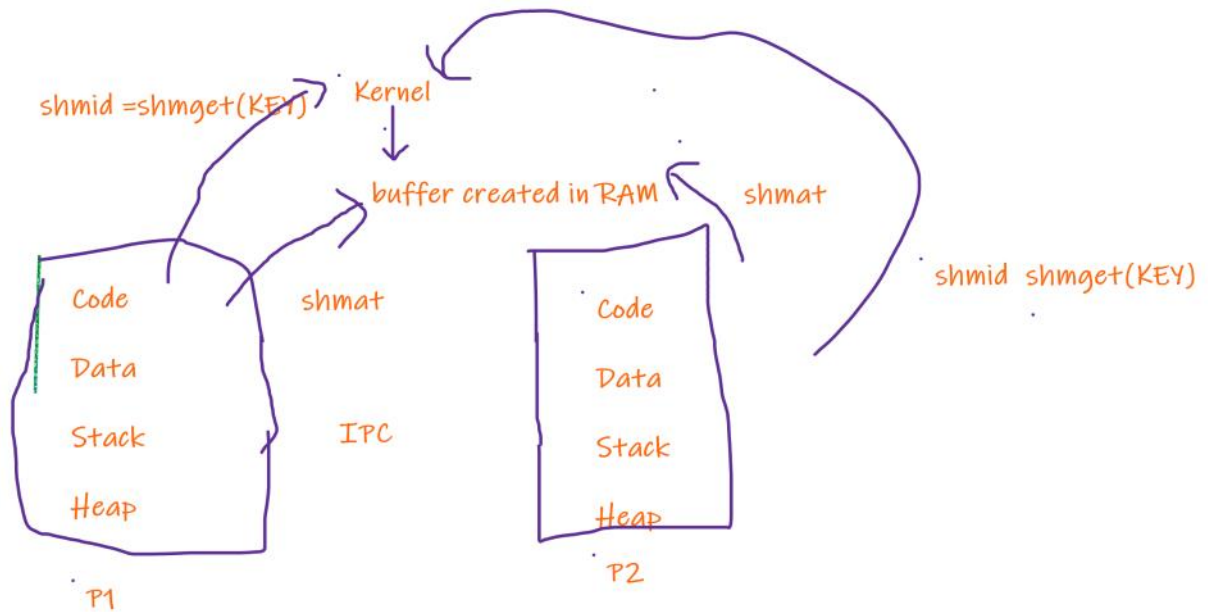 Kernel
shmid =shmget(KEY)
buffer created in RAM
shmat
shmid shmget(KEY)
Code
shmat
Data
Stack
IPC
Heap
P1
Code
Data
Stack
Heap
P2